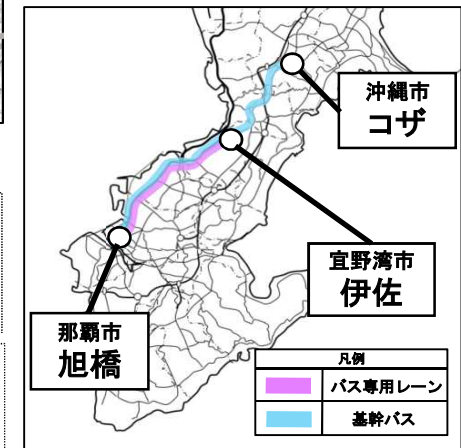 沖縄市
コザ
宜野湾市
伊佐
那覇市
旭橋
凡例
バス専用レーン
基幹バス